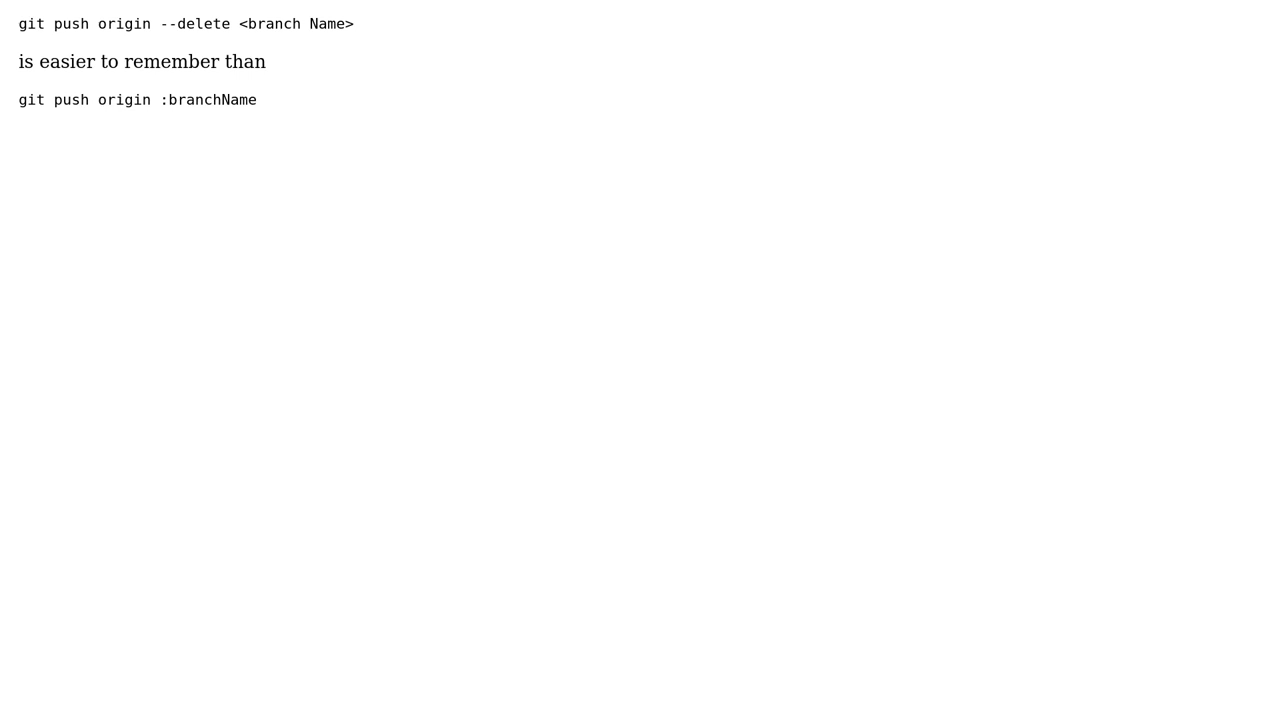 git push origin --delete <branch Name>
is easier to remember than
git push origin :branchName